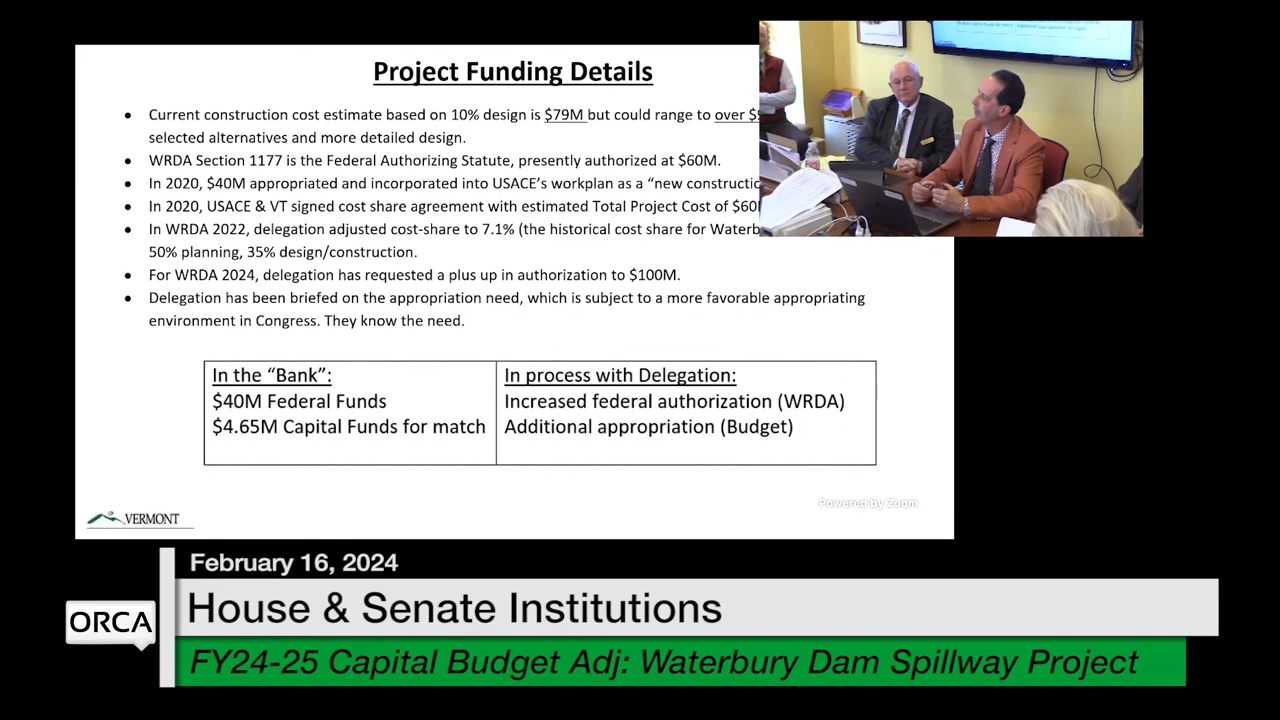 Project Funding Details
• Current construction cost estimate based on 10% design is $79M but could range to over
selected alternatives and more detailed design.
• WRDA Section 1177 is the Federal Authorizing Statute, presently authorized at $60M.
• In 2020, $40M appropriated and incorporated into USACE's workplan as a "new
• In 2020, USACE & VT signed cost share agreement with estimated Total Project Cost of
• In WRDA 2022, delegation adjusted cost-share to 7.1% (the historical cost share for
50% planning, 35% design/construction.
• For WRDA 2024, delegation has requested a plus up in authorization to $100M.
• Delegation has been briefed on the appropriation need, which is subject to a more favorable appropriating
environment in Congress. They know the need.
In the "Bank":
$40M Federal Funds
$4.65M Capital Funds for match
In process with Delegation:
Increased federal authorization (WRDA)
Additional appropriation (Budget)
Powered by Zoom
VERMONT
February 16, 2024
ORCA
House & Senate Institutions
FY24-25 Capital Budget Adj: Waterbury Dam Spillway Project